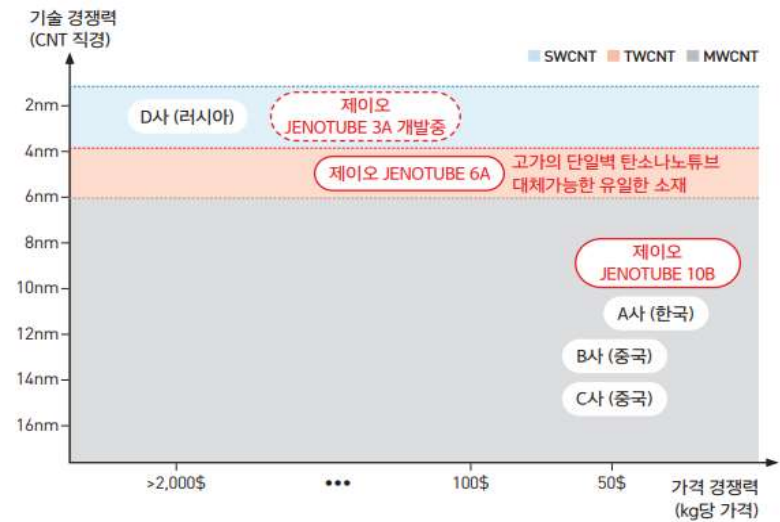 기술 경쟁력
(CNT 직경)
SWCNT TWCNT MWCNT
2nm
D사 (러시아)
제이오
JENOTUBE 3A 개발중
4nm
제이오 JENOTUBE 6A
고가의 단일벽 탄소나노튜브
대체가능한 유일한 소재
6nm
8nm
제이오
JENOTUBE 10B
10nm
A사 (한국)
12nm
B사 (중국)
14nm
C사 (중국)
16nm
>2,000$ ••• 100$ 50$
가격 경쟁력
(kg당 가격)